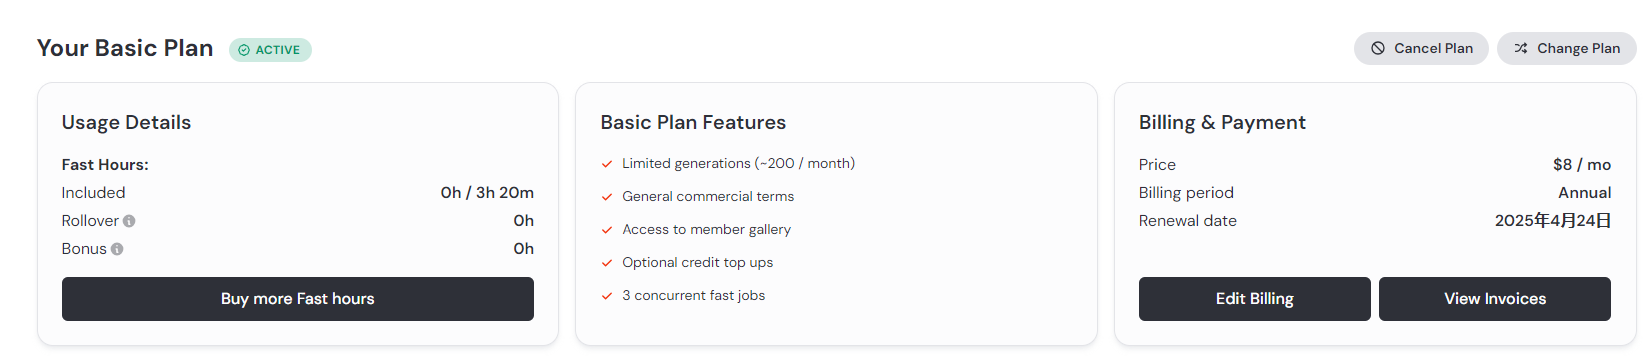 Your Basic Plan
ACTIVE
Cancel Plan
Change Plan
Usage Details
Fast Hours:
Included 0h / 3h 20m
Rollover 0h
Bonus 0h
Buy more Fast hours
Basic Plan Features
Limited generations (~200 / month)
General commercial terms
Access to member gallery
Optional credit top ups
3 concurrent fast jobs
Billing & Payment
Price $8 / mo
Billing period Annual
Renewal date 2025年4月24日
Edit Billing
View Invoices